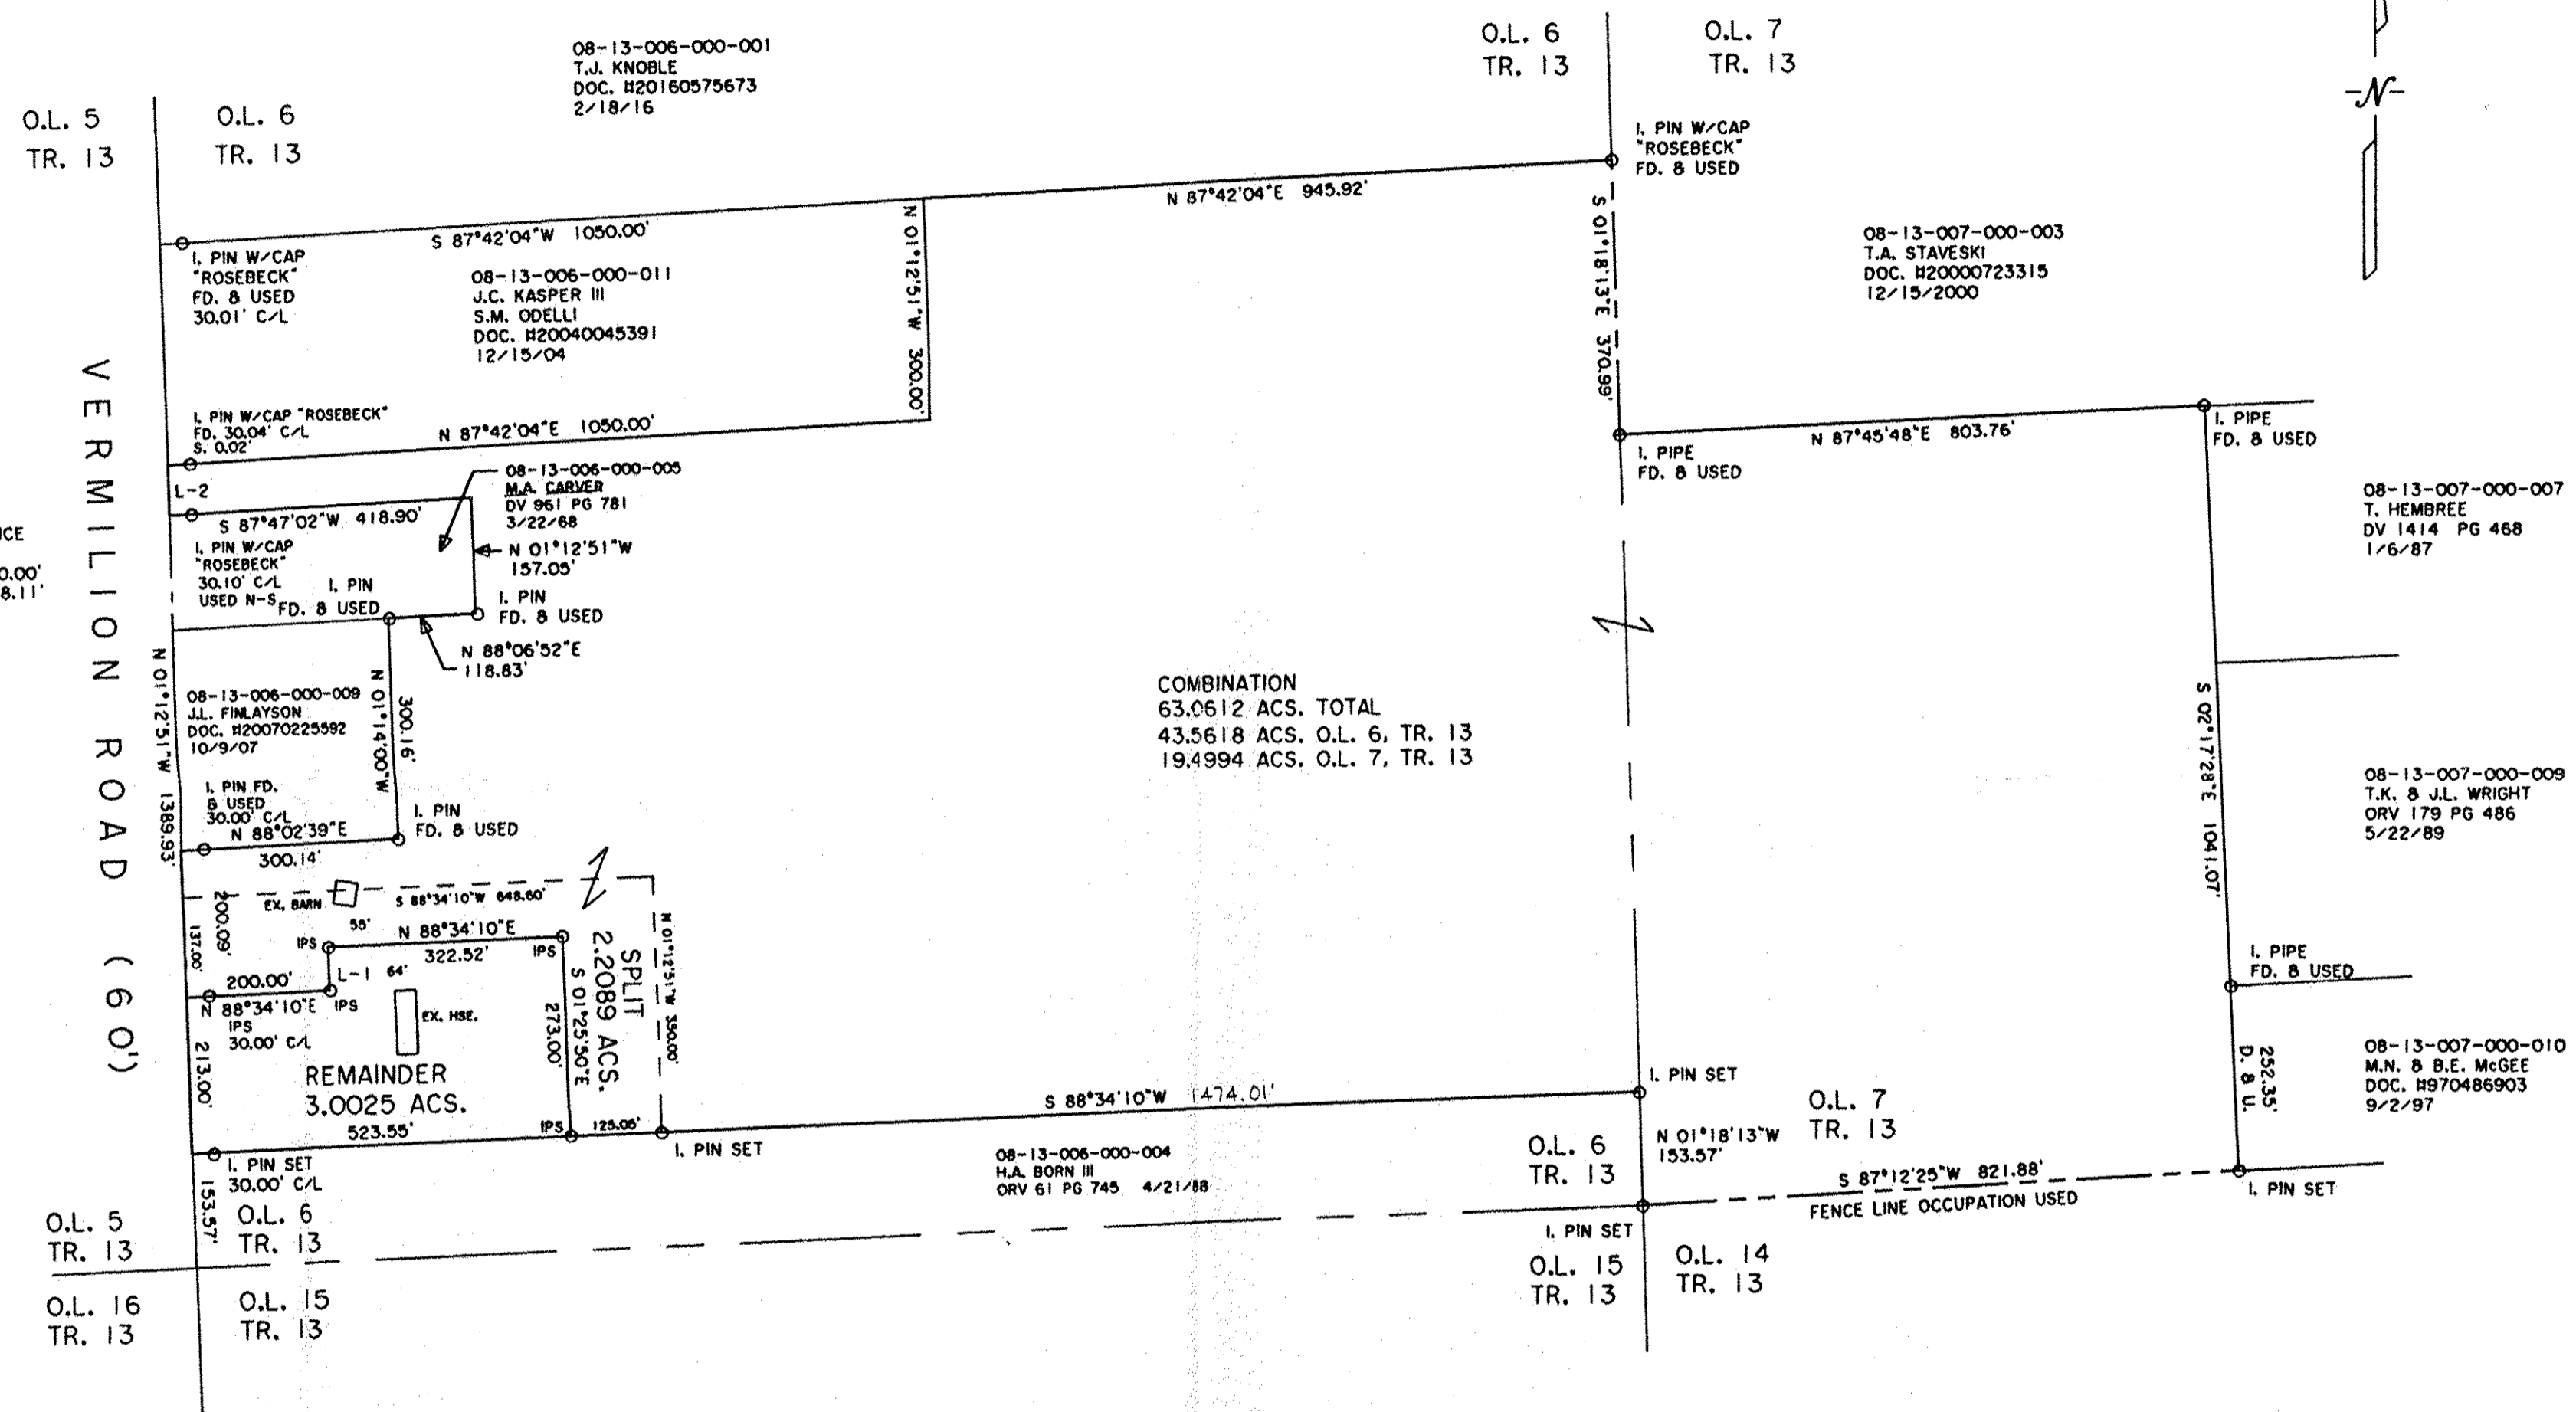 08-13-006-000-001
T.J. KNOBLE
DOC. #20160575673
2/18/16
O.L. 5
TR. 13
O.L. 6
TR. 13
O.L. 6
TR. 13
O.L. 7
TR. 13
-N-
I. PIN W/CAP
"ROSEBECK"
FD. & USED
N 87°42'04"E 945.92'
S 87°42'04"W 1050.00'
I. PIN W/CAP
"ROSEBECK"
FD. & USED
30.01' C/L
08-13-006-000-011
J.C. KASPER III
S.M. ODELLI
DOC. #20040045391
12/15/04
N 01°12'51"W 300.00'
S 01°18'13"E 370.99'
08-13-007-000-003
T.A. STAVESKI
DOC. #20000723315
12/15/2000
VERMILION ROAD (60')
I. PIN W/CAP "ROSEBECK"
FD. 30.04' C/L
S. 0.02'
N 87°42'04"E 1050.00'
L-2
08-13-006-000-005
M.A. CARVER
DV 961 PG 781
3/22/68
S 87°47'02"W 418.90'
I. PIN W/CAP
"ROSEBECK"
30.10' C/L
USED N-S
I. PIN
FD. & USED
N 01°12'51"W
157.05'
I. PIN
FD. & USED
N 88°06'52"E
118.83'
ICE
0.00'
8.11'
I. PIPE
FD. & USED
N 87°45'48"E 803.76'
I. PIPE
FD. & USED
08-13-007-000-007
T. HEMBREE
DV 1414 PG 468
1/6/87
N 01°12'51"W 1389.93'
08-13-006-000-009
J.L. FINLAYSON
DOC. #20070225592
10/9/07
N 01°14'00"W
300.16'
I. PIN FD.
& USED
30.00' C/L
N 88°02'39"E
300.14'
I. PIN
FD. & USED
COMBINATION
63.0612 ACS. TOTAL
43.5618 ACS. O.L. 6, TR. 13
19.4994 ACS. O.L. 7, TR. 13
S 02°17'28"E 1041.07'
08-13-007-000-009
T.K. & J.L. WRIGHT
ORV 179 PG 486
5/22/89
200.09'
137.00'
EX. BARN
S 88°34'10"W 648.60'
55'
IPS
N 88°34'10"E
322.52'
IPS
L-1
64'
200.00'
N 88°34'10"E
IPS
IPS
30.00' C/L
EX. HSE.
S 01°25'50"E
273.00'
SPLIT
2.2089 ACS.
N 01°12'51"W 350.00'
213.00'
REMAINDER
3.0025 ACS.
523.55'
IPS
125.05'
I. PIN SET
S 88°34'10"W 1474.01'
I. PIN SET
I. PIPE
FD. & USED
252.35'
D. & U.
08-13-007-000-010
M.N. & B.E. McGEE
DOC. #970486903
9/2/97
I. PIN SET
30.00' C/L
153.57'
08-13-006-000-004
H.A. BORN III
ORV 61 PG 745 4/21/88
O.L. 6
TR. 13
N 01°18'13"W
153.57'
O.L. 7
TR. 13
S 87°12'25"W 821.88'
FENCE LINE OCCUPATION USED
I. PIN SET
I. PIN SET
O.L. 5
TR. 13
O.L. 6
TR. 13
O.L. 16
TR. 13
O.L. 15
TR. 13
O.L. 15
TR. 13
O.L. 14
TR. 13